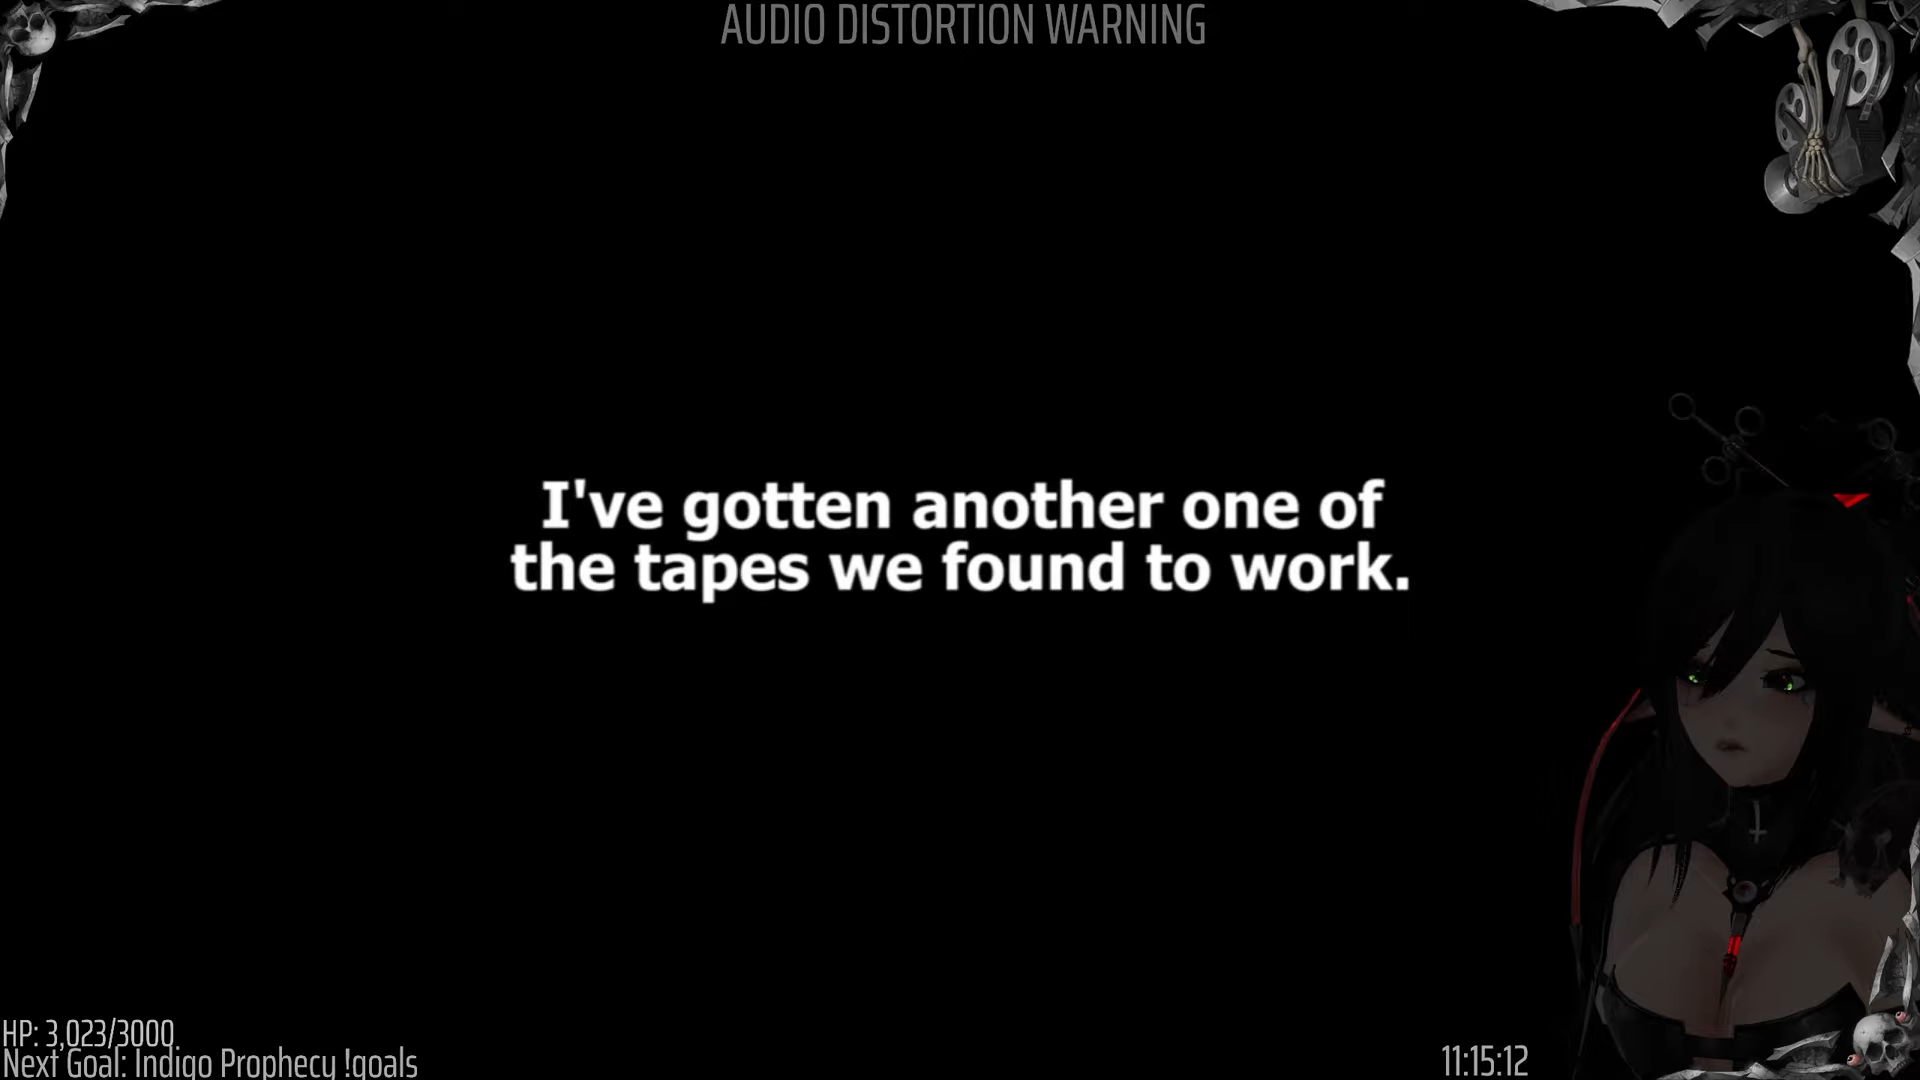 AUDIO DISTORTION WARNING
I've gotten another one of
the tapes we found to work.
HP: 3,023/3000
Next Goal: Indigo Prophecy !goals
11:15:12